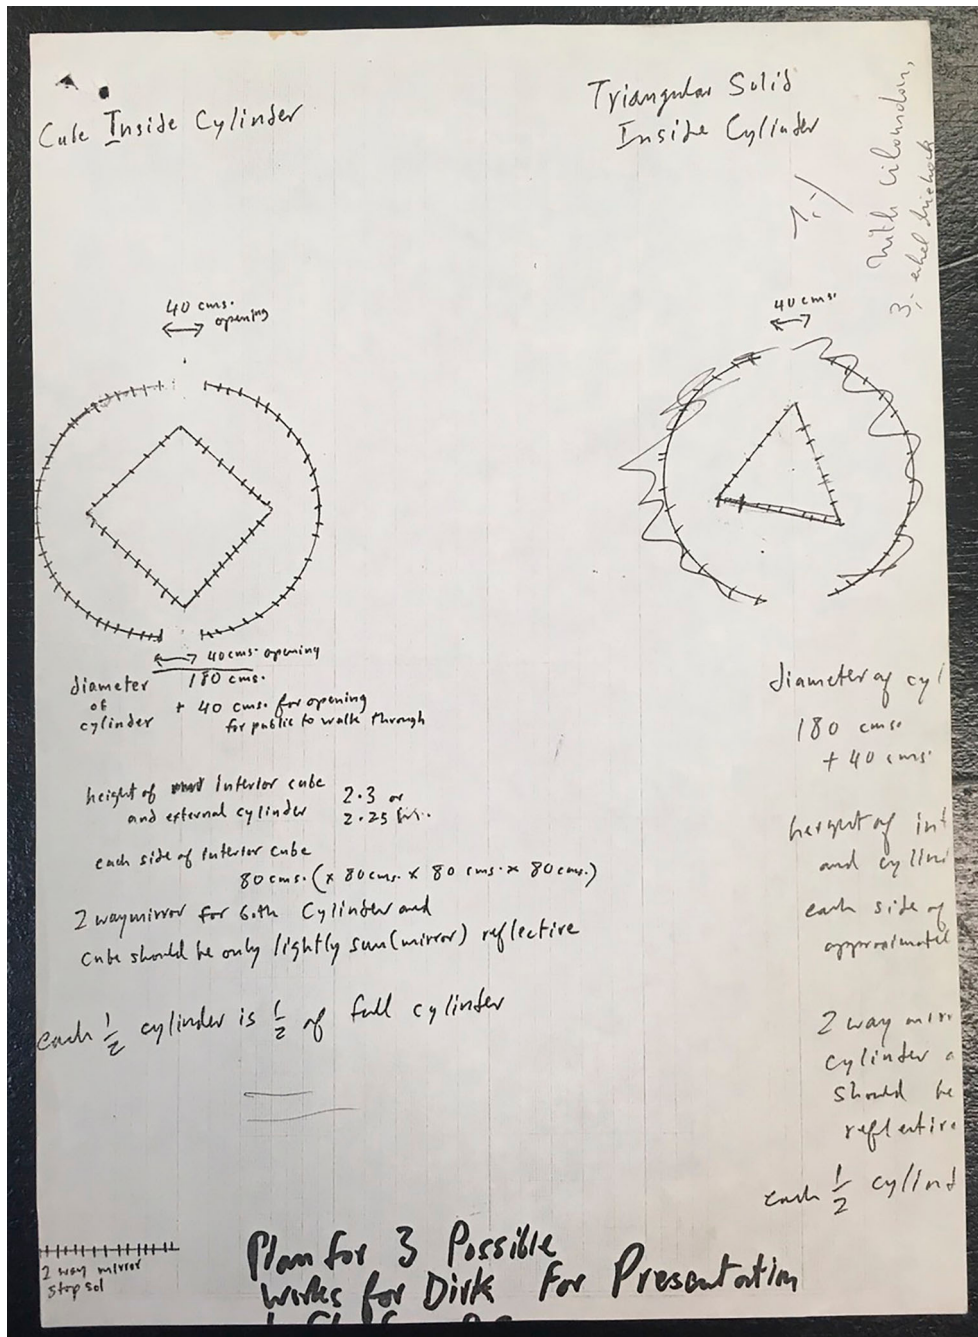 Cube Inside Cylinder
Triangular Solid
Inside Cylinder
40 cms.
opening
40 cms.
40 cms. opening
diameter
of
cylinder
180 cms.
+ 40 cms. for opening
for public to walk through
height of interior cube
and external cylinder
2.3 or
2.25
each side of interior cube
80 cms. (x 80 cms. x 80 cms. x 80 cms.)
2 way mirror for both Cylinder and
cube should be only lightly sun (mirror) reflective
each 1/2 cylinder is 1/2 of full cylinder
diameter of cyl
180 cms.
+ 40 cms.
height of int
and cylin
each side of
approximatel
2 way mirr
cylinder a
should be
reflective
each 1/2 cylind
2 way mirror
stop sol
Plan for 3 Possible
works for Dirk For Presentation